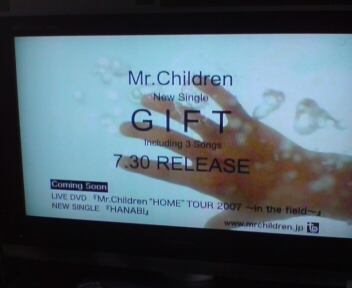 Mr.Children
New Single
GIFT
Including 3 Songs
7.30 RELEASE
Coming Soon
LIVE DVD 『Mr.Children "HOME" TOUR 2007 ～in the field～』
NEW SINGLE 『HANABI』
www.mrchildren.jp